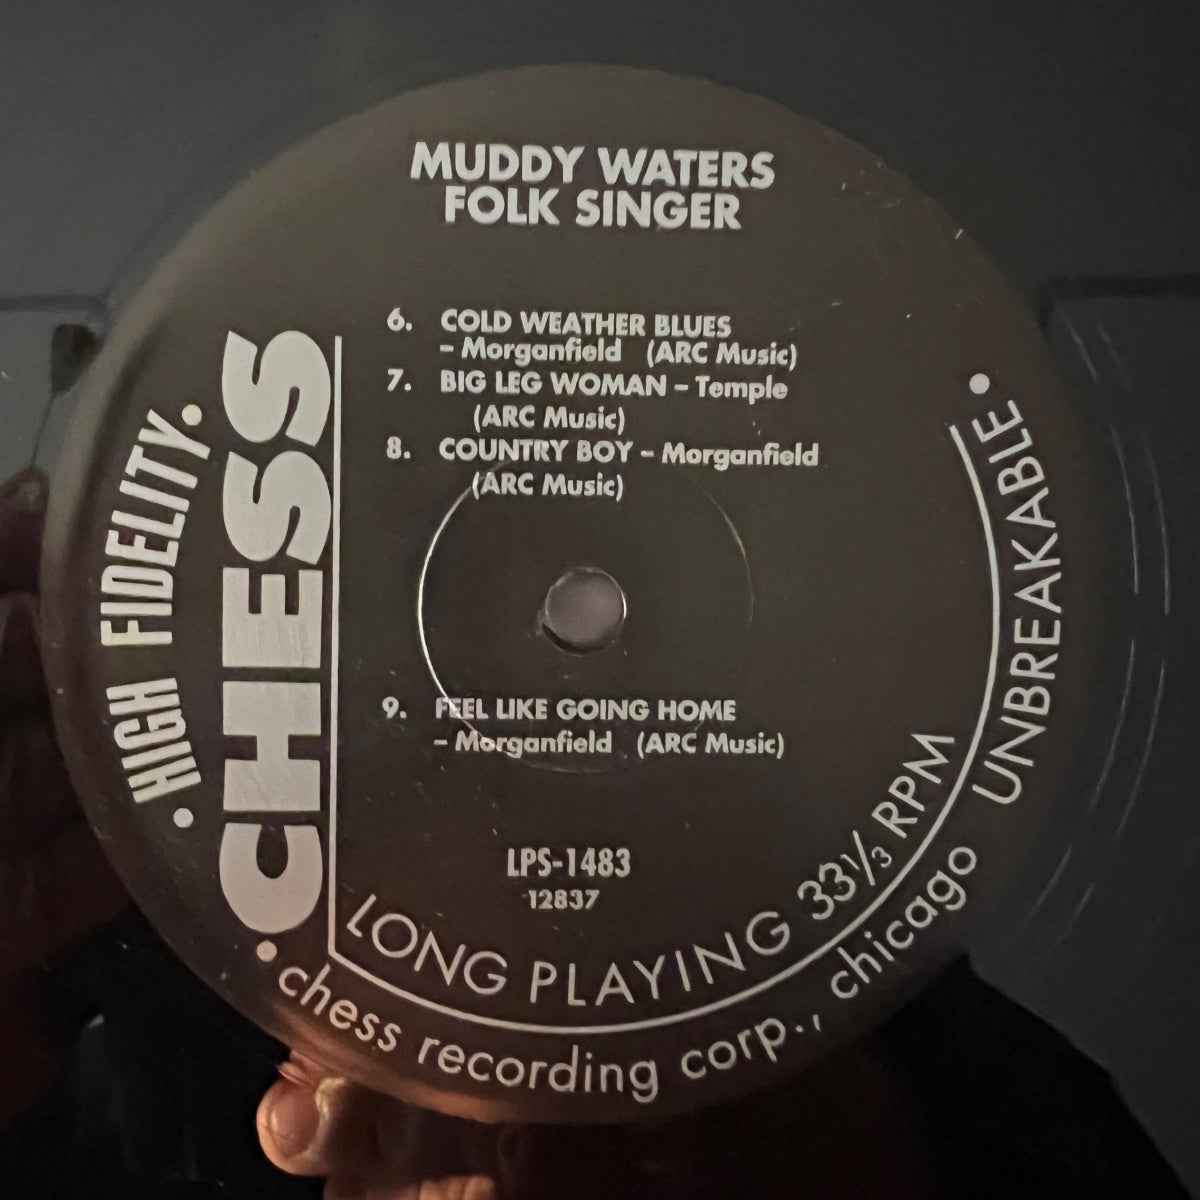 MUDDY WATERS
FOLK SINGER
6. COLD WEATHER BLUES
– Morganfield (ARC Music)
7. BIG LEG WOMAN – Temple
(ARC Music)
8. COUNTRY BOY – Morganfield
(ARC Music)
9. FEEL LIKE GOING HOME
– Morganfield (ARC Music)
LPS-1483
12837
LONG PLAYING 33⅓ RPM
CHESS
• HIGH FIDELITY •
• chess recording corp., chicago UNBREAKABLE •